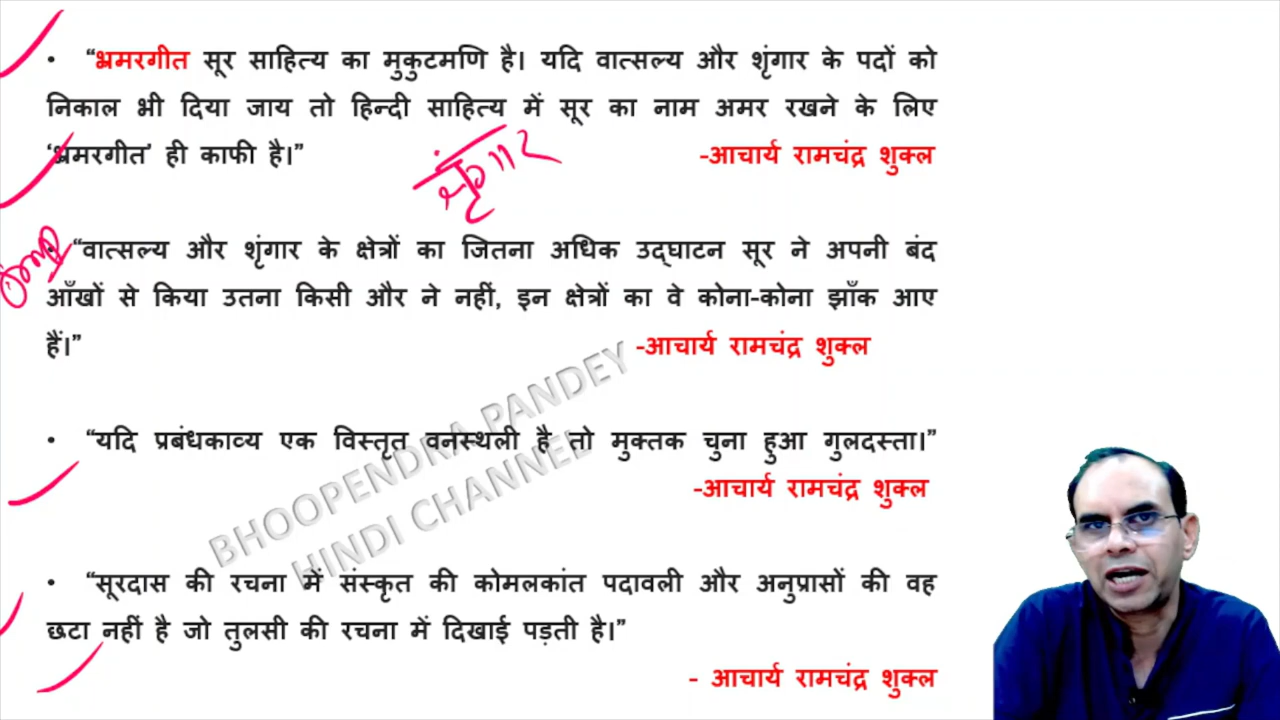 • “भ्रमरगीत सूर साहित्य का मुकुटमणि है। यदि वात्सल्य और शृंगार के पदों को
निकाल भी दिया जाय तो हिन्दी साहित्य में सूर का नाम अमर रखने के लिए
‘भ्रमरगीत’ ही काफी है।” -आचार्य रामचंद्र शुक्ल
• “वात्सल्य और शृंगार के क्षेत्रों का जितना अधिक उद्घाटन सूर ने अपनी बंद
आँखों से किया उतना किसी और ने नहीं, इन क्षेत्रों का वे कोना-कोना झाँक आए
हैं।” -आचार्य रामचंद्र शुक्ल
• “यदि प्रबंधकाव्य एक विस्तृत वनस्थली है तो मुक्तक चुना हुआ गुलदस्ता।”
-आचार्य रामचंद्र शुक्ल
• “सूरदास की रचना में संस्कृत की कोमलकांत पदावली और अनुप्रासों की वह
छटा नहीं है जो तुलसी की रचना में दिखाई पड़ती है।”
- आचार्य रामचंद्र शुक्ल
BHOOPENDRA PANDEY
HINDI CHANNEL